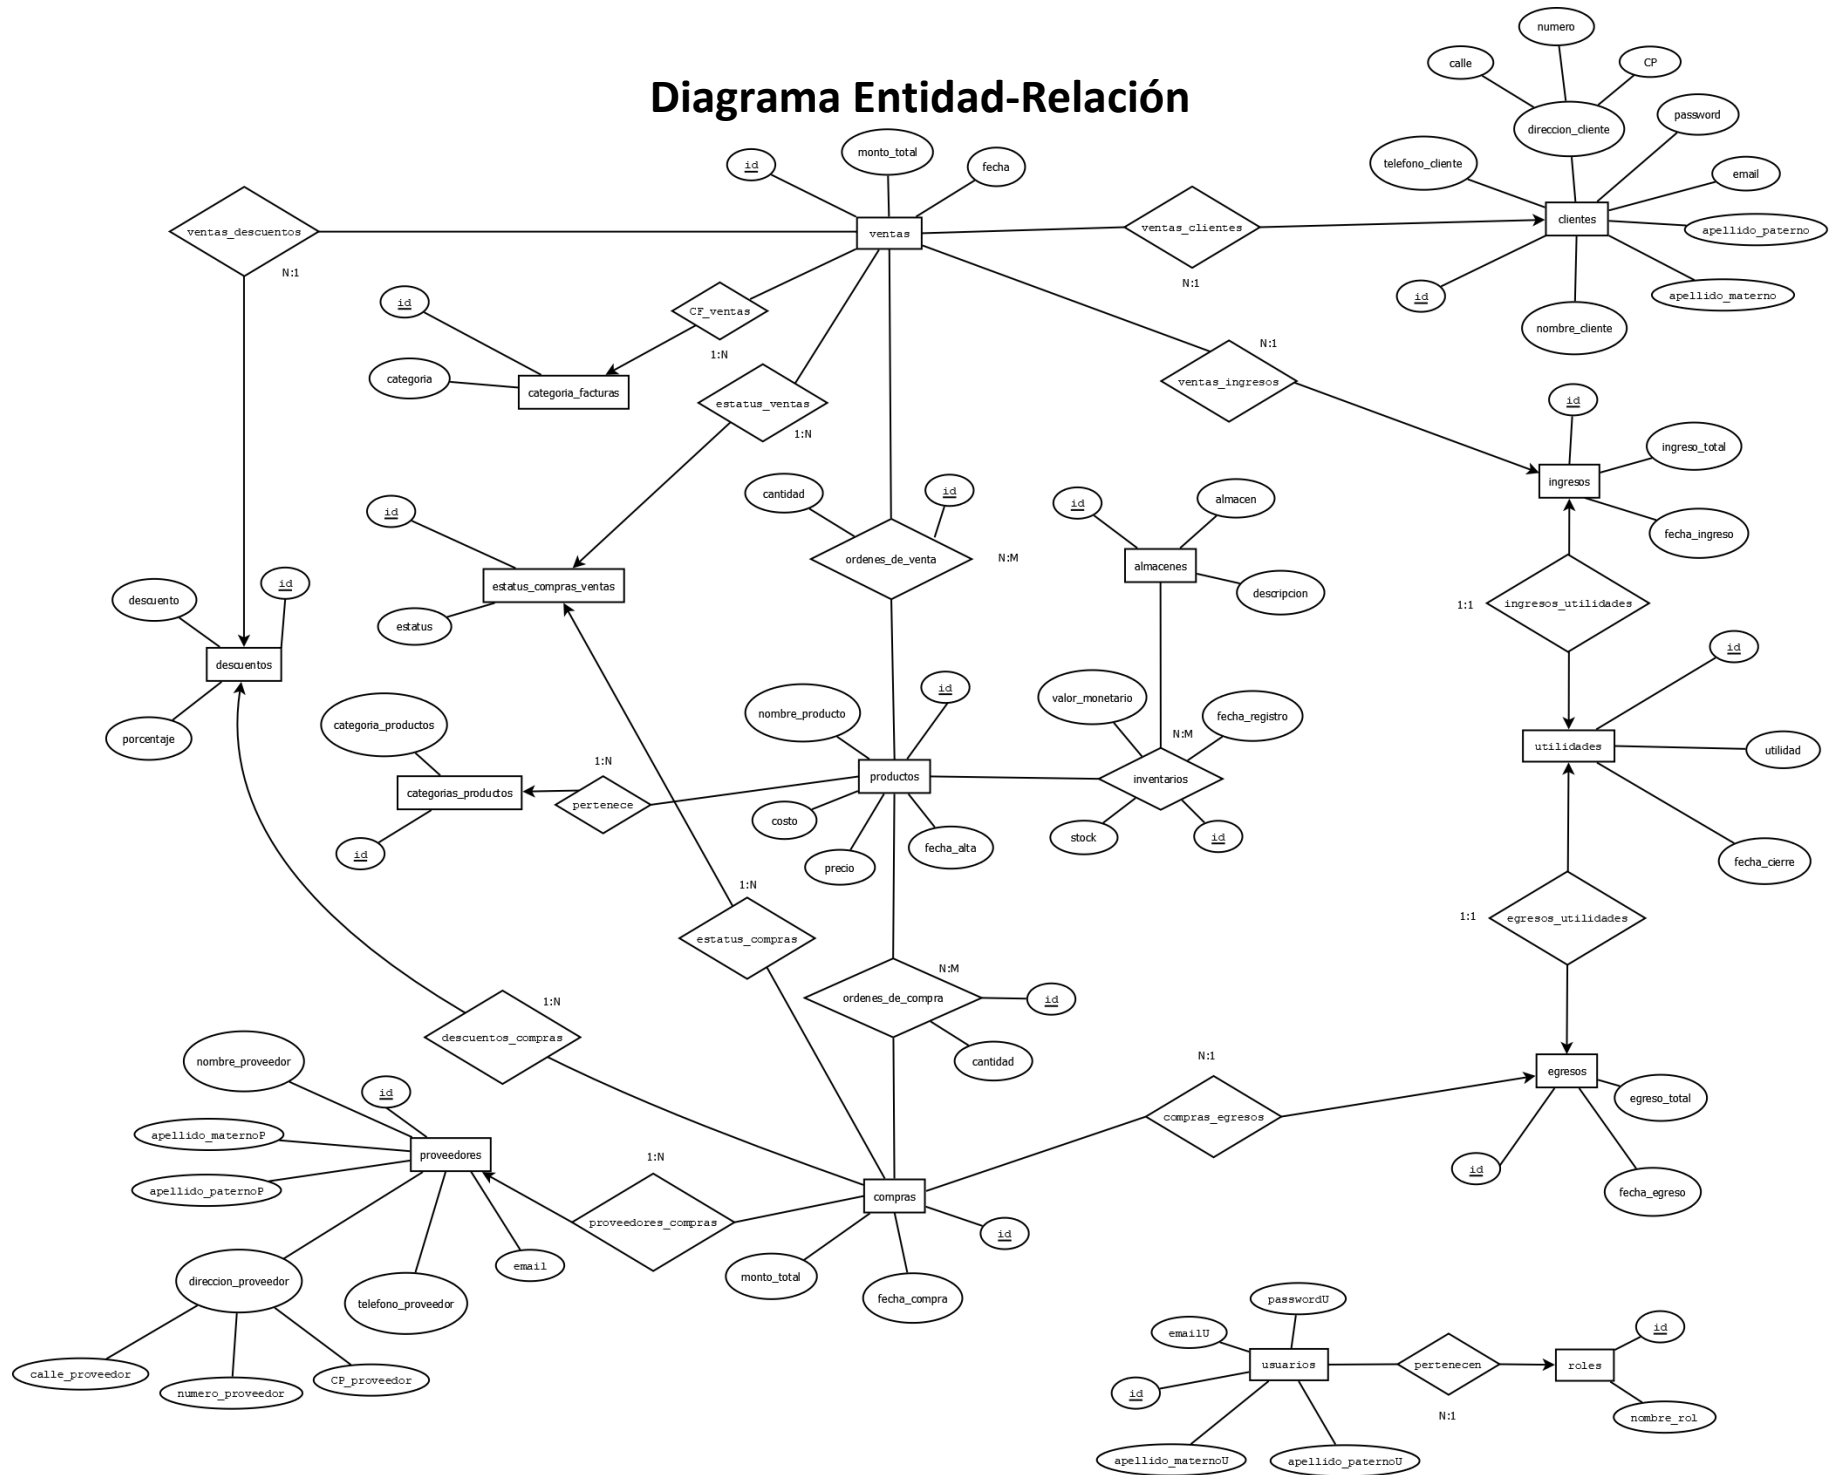 Diagrama Entidad-Relación
numero
calle
CP
direccion_cliente
password
telefono_cliente
email
clientes
apellido_paterno
id
apellido_materno
nombre_cliente
id
monto_total
fecha
ventas
ventas_descuentos
N:1
ventas_clientes
N:1
id
CF_ventas
1:N
categoria
categoria_facturas
estatus_ventas
1:N
N:1
ventas_ingresos
id
ingreso_total
ingresos
fecha_ingreso
cantidad
id
ordenes_de_venta
N:M
id
almacen
almacenes
descripcion
id
estatus_compras_ventas
estatus
descuento
id
descuentos
porcentaje
1:1
ingresos_utilidades
id
utilidades
utilidad
fecha_cierre
categoria_productos
categorias_productos
id
1:N
pertenece
nombre_producto
id
productos
costo
precio
fecha_alta
valor_monetario
fecha_registro
N:M
inventarios
stock
id
1:N
estatus_compras
1:1
egresos_utilidades
N:M
ordenes_de_compra
id
cantidad
1:N
descuentos_compras
N:1
compras_egresos
egresos
egreso_total
id
fecha_egreso
nombre_proveedor
id
apellido_maternoP
proveedores
apellido_paternoP
1:N
proveedores_compras
compras
id
monto_total
fecha_compra
direccion_proveedor
email
telefono_proveedor
calle_proveedor
numero_proveedor
CP_proveedor
passwordU
emailU
usuarios
id
apellido_maternoU
apellido_paternoU
pertenecen
N:1
id
roles
nombre_rol